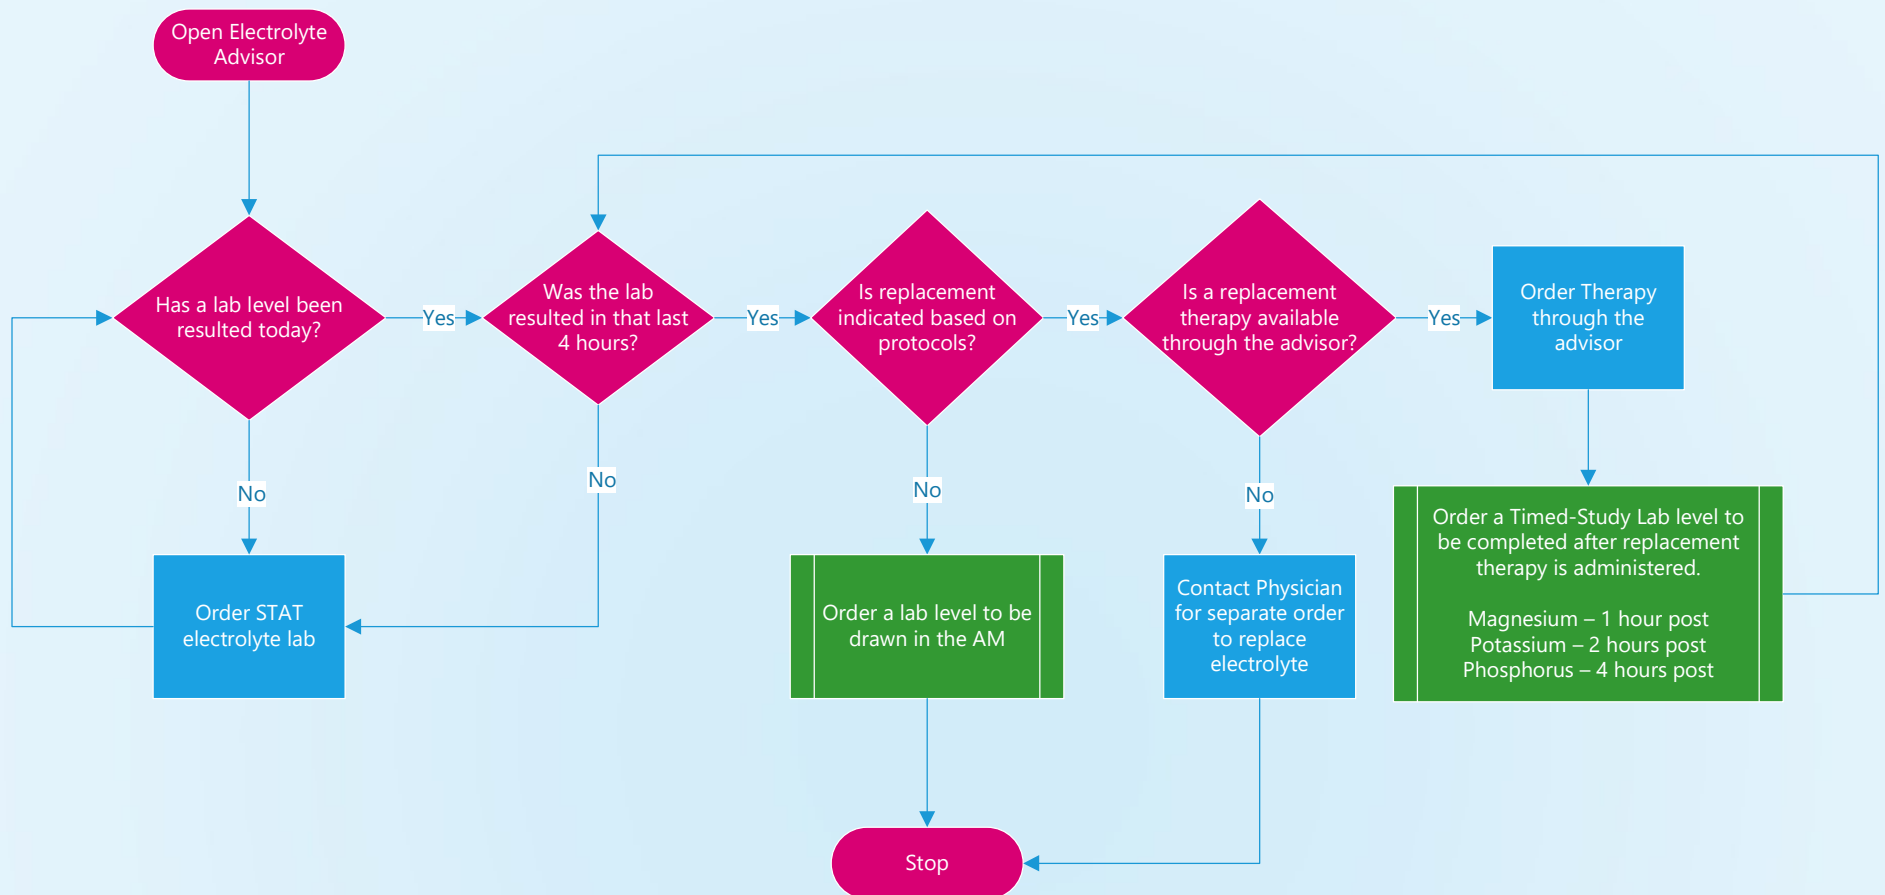 Open Electrolyte
Advisor
Has a lab level been
resulted today?
Yes
Was the lab
resulted in that last
4 hours?
Yes
Is replacement
indicated based on
protocols?
Yes
Is a replacement
therapy available
through the advisor?
Yes
Order Therapy
through the
advisor
No
No
No
No
Order STAT
electrolyte lab
Order a lab level to be
drawn in the AM
Contact Physician
for separate order
to replace
electrolyte
Order a Timed-Study Lab level to
be completed after replacement
therapy is administered.
Magnesium – 1 hour post
Potassium – 2 hours post
Phosphorus – 4 hours post
Stop